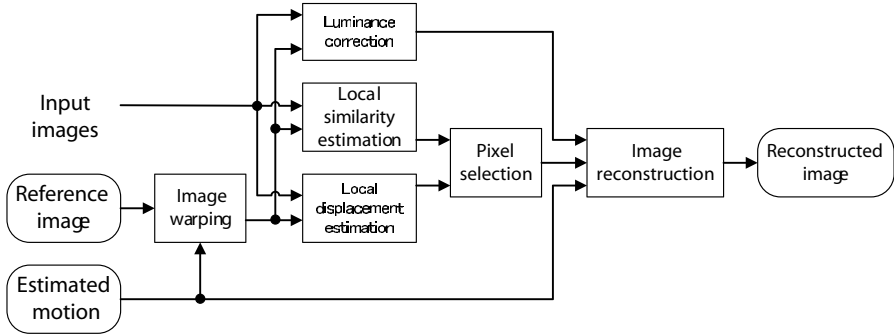 Luminance
correction
Input
images
Local
similarity
estimation
Pixel
selection
Image
reconstruction
Reconstructed
image
Reference
image
Image
warping
Local
displacement
estimation
Estimated
motion